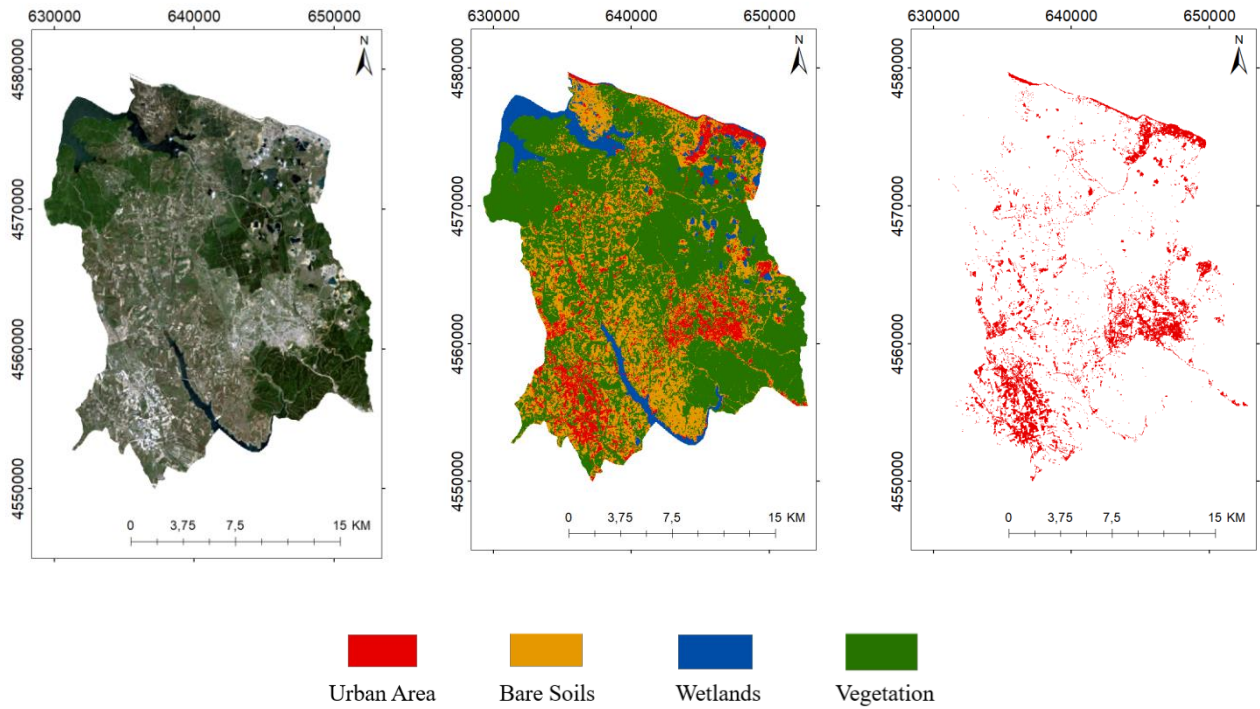 630000 640000 650000
630000 640000 650000
630000 640000 650000
N
N
N
4580000
4570000
4560000
4550000
4580000
4570000
4560000
4550000
4580000
4570000
4560000
4550000
0 3,75 7,5 15 KM
0 3,75 7,5 15 KM
0 3,75 7,5 15 KM
Urban Area
Bare Soils
Wetlands
Vegetation